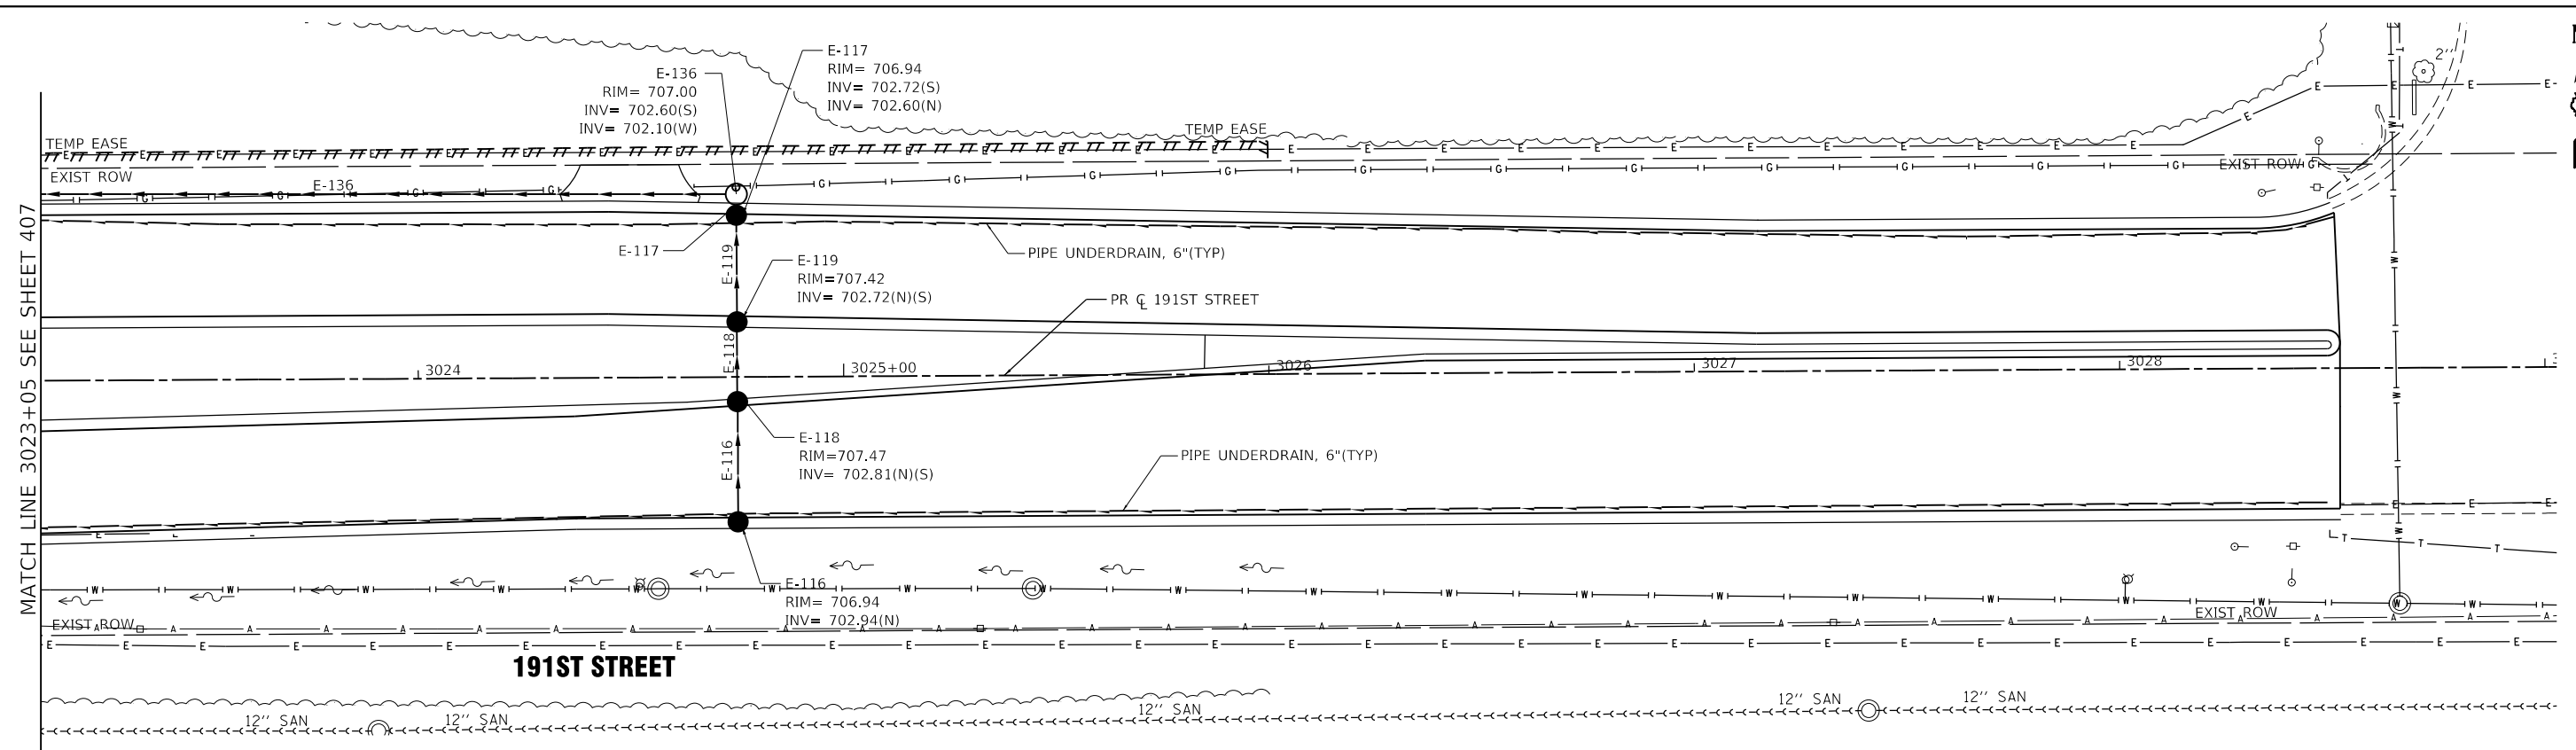 E-117
RIM= 706.94
INV= 702.72(S)
INV= 702.60(N)
E-136
RIM= 707.00
INV= 702.60(S)
INV= 702.10(W)
2''
TEMP EASE
TEMP EASE
EXIST ROW
EXIST ROW
E-136
E-117
E-119
PIPE UNDERDRAIN, 6"(TYP)
E-119
RIM=707.42
INV= 702.72(N)(S)
PR ℄ 191ST STREET
E-118
3024
3025+00
3026
3027
3028
MATCH LINE 3023+05 SEE SHEET 407
E-118
RIM=707.47
INV= 702.81(N)(S)
E-116
PIPE UNDERDRAIN, 6"(TYP)
E-116
RIM= 706.94
INV= 702.94(N)
EXIST ROW
EXIST ROW
191ST STREET
12'' SAN
12'' SAN
12'' SAN
12'' SAN
12'' SAN